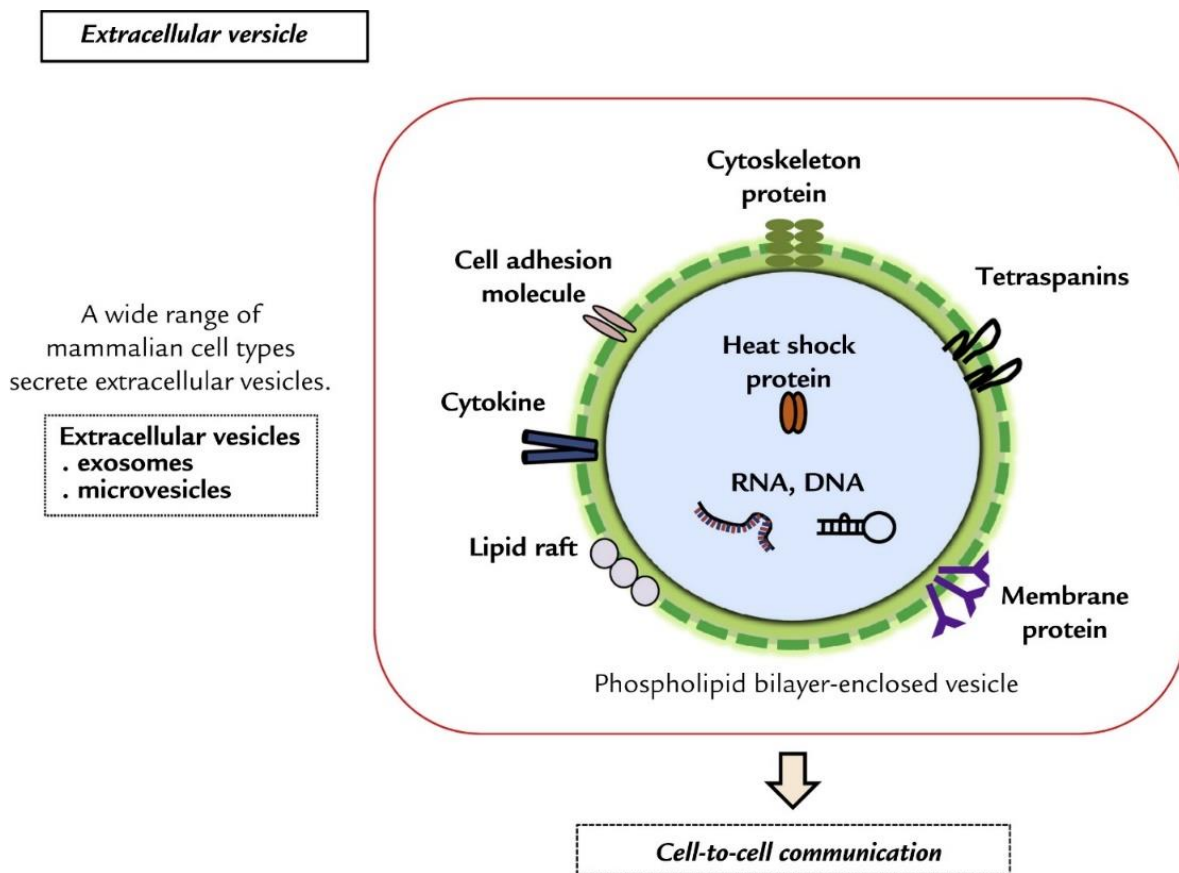 Extracellular versicle
A wide range of
mammalian cell types
secrete extracellular vesicles.
Extracellular vesicles
. exosomes
. microvesicles
Cytoskeleton
protein
Cell adhesion
molecule
Tetraspanins
Heat shock
protein
Cytokine
RNA, DNA
Lipid raft
Membrane
protein
Phospholipid bilayer-enclosed vesicle
Cell-to-cell communication